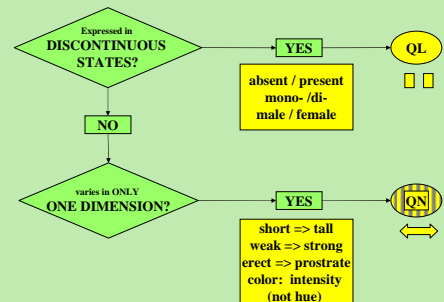 Expressed in
DISCONTINUOUS
STATES?
YES
QL
absent / present
mono- /di-
male / female
NO
varies in ONLY
ONE DIMENSION?
YES
QN
short => tall
weak => strong
erect => prostrate
color: intensity
(not hue)